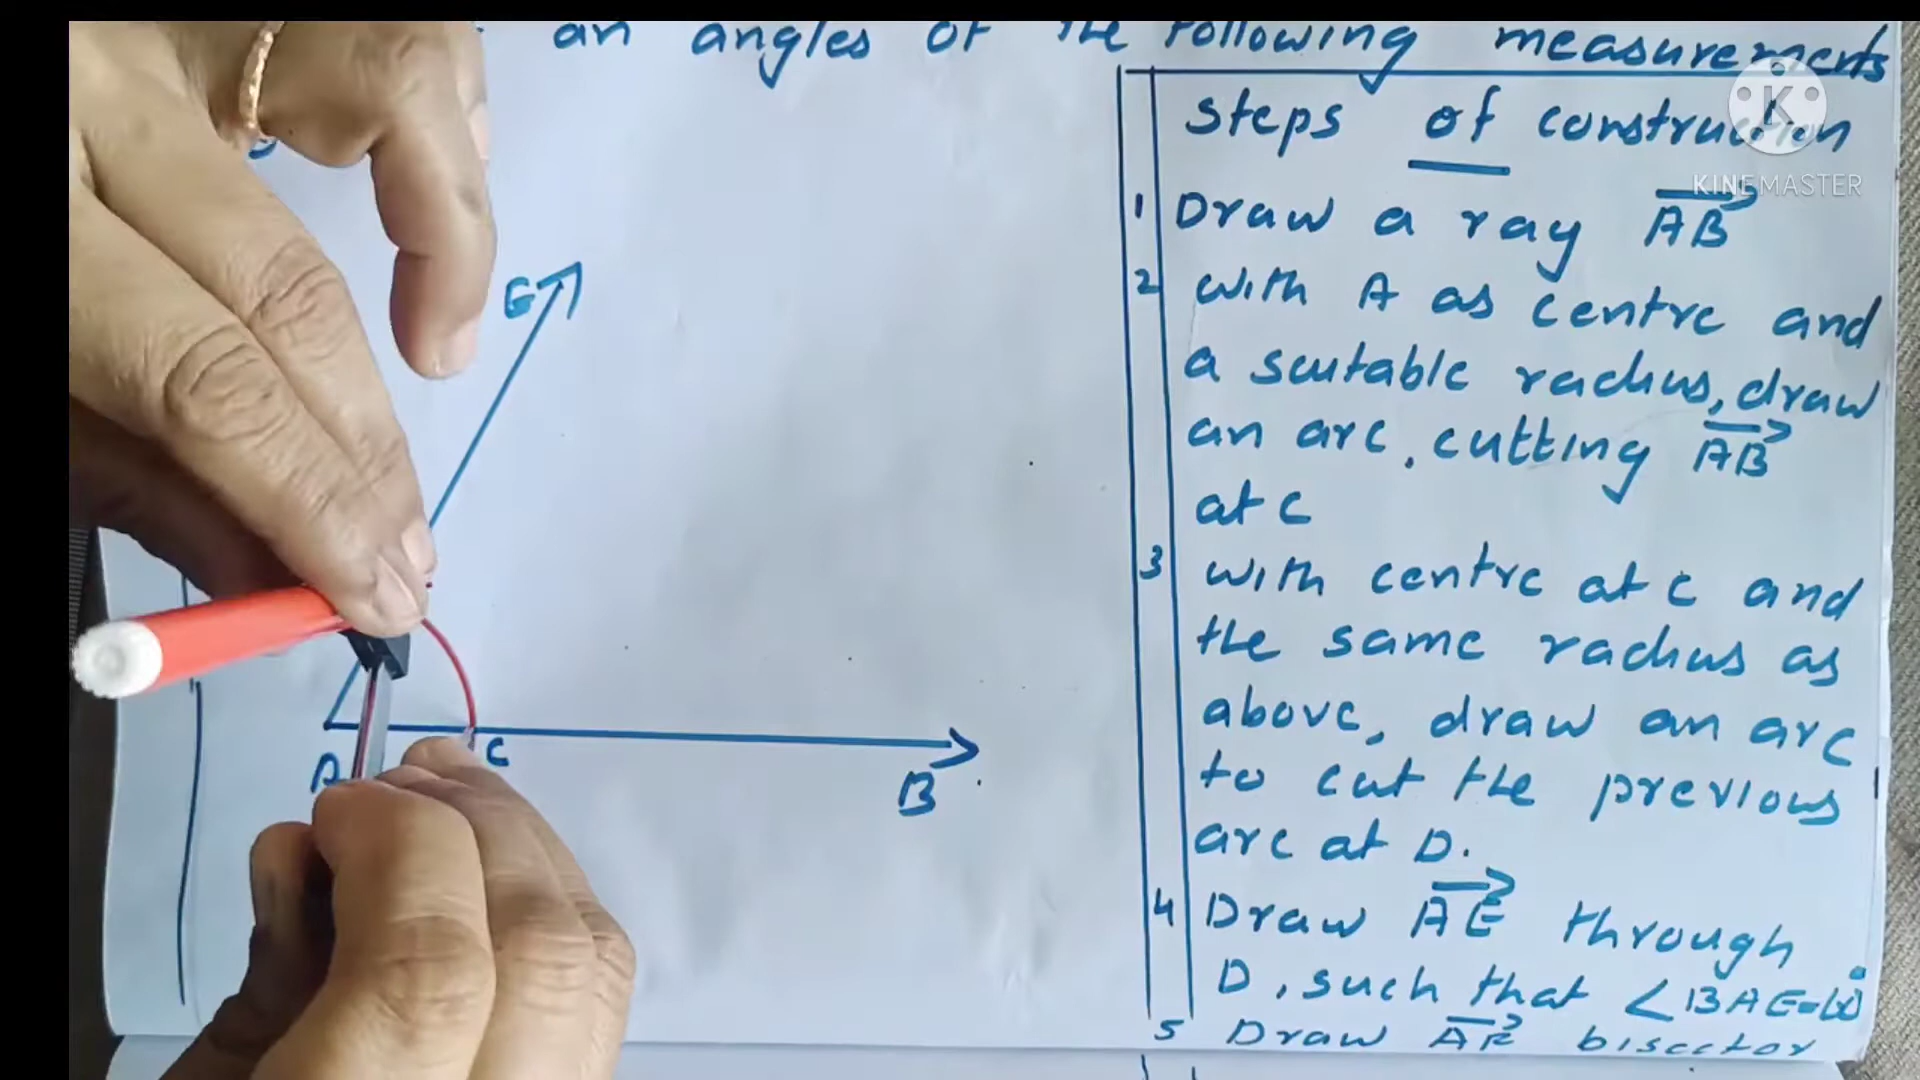 an angles of the following measurements
steps of construction
K
KINEMASTER
1 Draw a ray AB
2 with A as centre and
a suitable radius, draw
an arc, cutting AB
at C
3 with centre at C and
the same radius as
above, draw an arc
to cut the previous
arc at D.
4 Draw AE through
D, such that ∠BAE=60°
5 Draw AF bisector
E
A
C
B